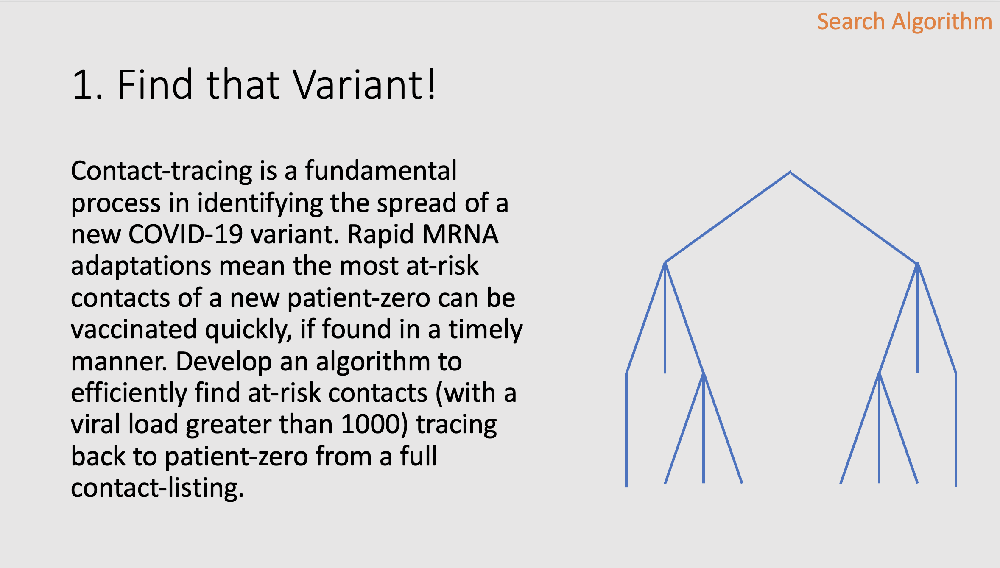 Search Algorithm
1. Find that Variant!
Contact-tracing is a fundamental
process in identifying the spread of a
new COVID-19 variant. Rapid MRNA
adaptations mean the most at-risk
contacts of a new patient-zero can be
vaccinated quickly, if found in a timely
manner. Develop an algorithm to
efficiently find at-risk contacts (with a
viral load greater than 1000) tracing
back to patient-zero from a full
contact-listing.